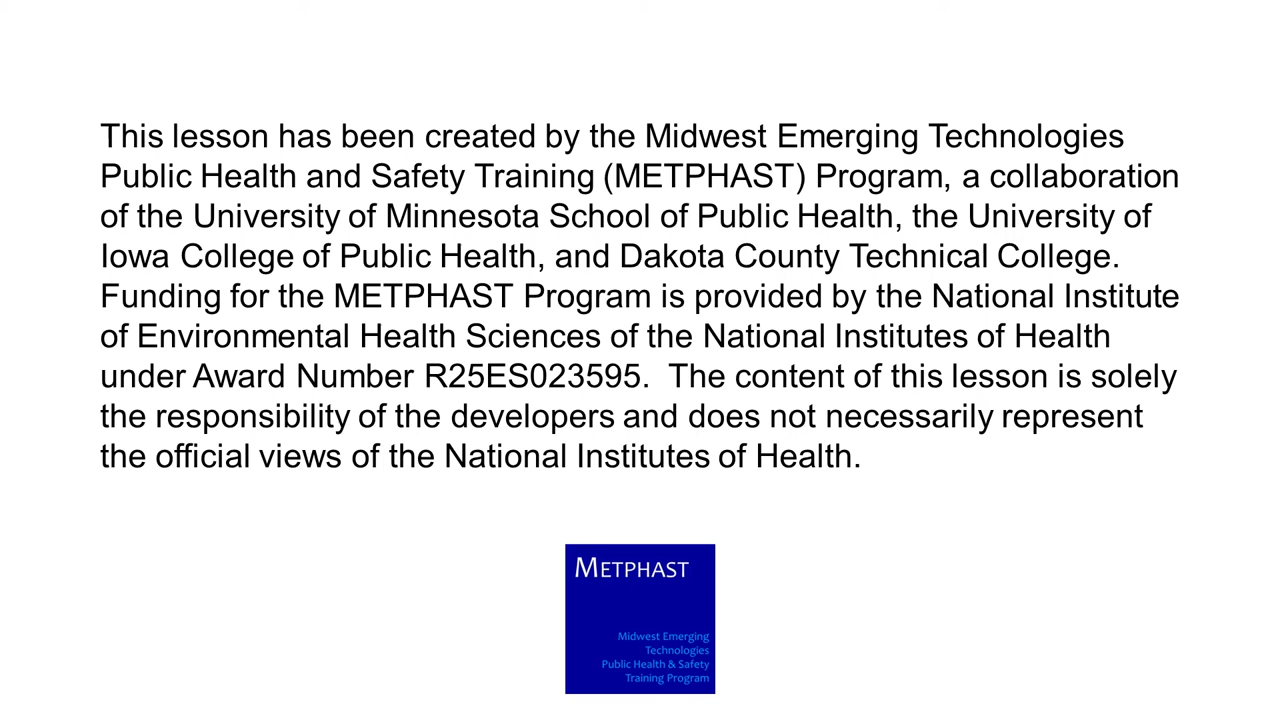 This lesson has been created by the Midwest Emerging Technologies
Public Health and Safety Training (METPHAST) Program, a collaboration
of the University of Minnesota School of Public Health, the University of
Iowa College of Public Health, and Dakota County Technical College.
Funding for the METPHAST Program is provided by the National Institute
of Environmental Health Sciences of the National Institutes of Health
under Award Number R25ES023595.  The content of this lesson is solely
the responsibility of the developers and does not necessarily represent
the official views of the National Institutes of Health.
METPHAST
Midwest Emerging
Technologies
Public Health & Safety
Training Program